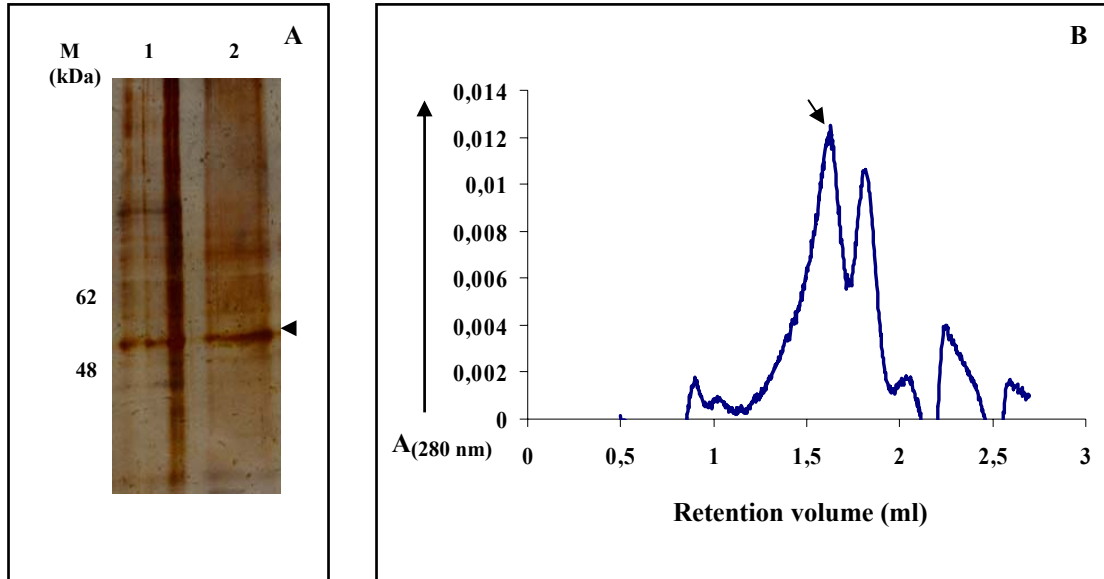 A
M 1 2
(kDa)
62
48
B
0,014
0,012
0,01
0,008
0,006
0,004
0,002
0
A(280 nm)
0 0,5 1 1,5 2 2,5 3
Retention volume (ml)